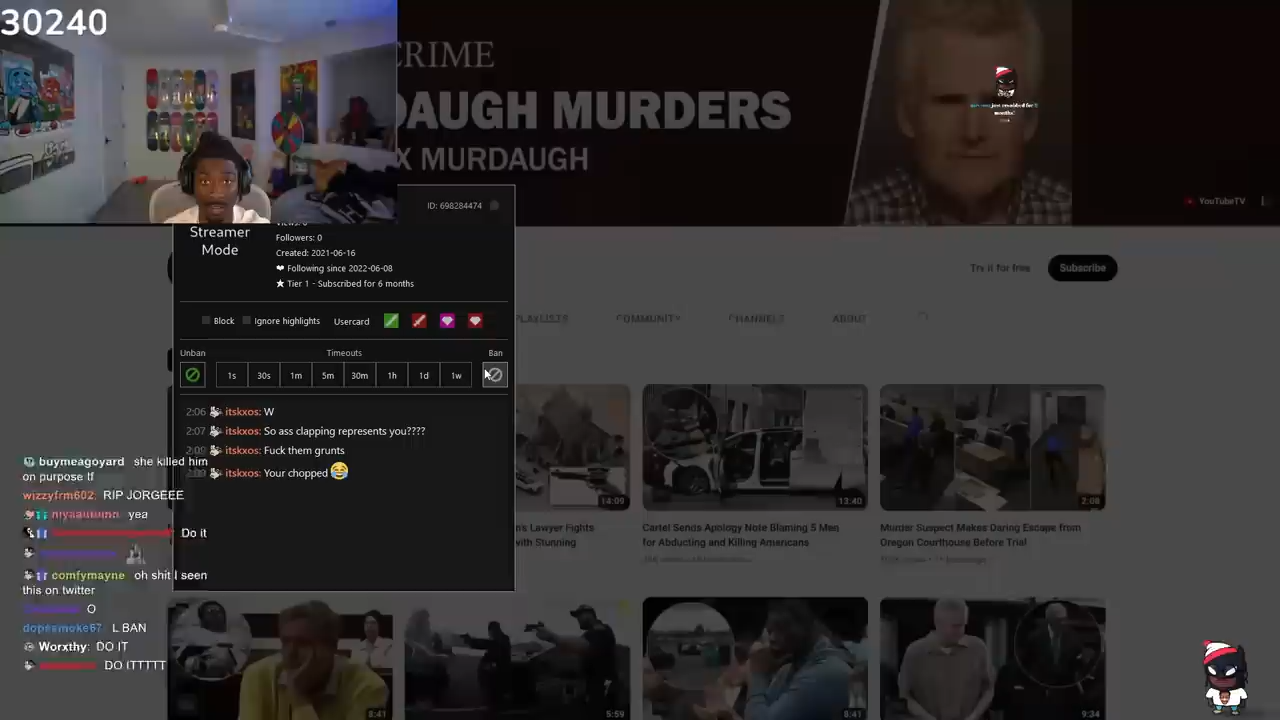 30240
CRIME
DAUGH MURDERS
X MURDAUGH
YouTubeTV
ID: 698284474
Streamer
Mode
Followers: 0
Created: 2021-06-16
❤ Following since 2022-06-08
★ Tier 1 - Subscribed for 6 months
Try it for free
Subscribe
Block
Ignore highlights
Usercard
PLAYLISTS
COMMUNITY
CHANNELS
ABOUT
Unban
Timeouts
Ban
1s 30s 1m 5m 30m 1h 1d 1w
2:06 itskxos: W
2:07 itskxos: So ass clapping represents you????
itskxos: Fuck them grunts
itskxos: Your chopped 😂
14:09
13:40
2:08
n's Lawyer Fights
with Stunning
Cartel Sends Apology Note Blaming 5 Men
for Abducting and Killing Americans
Murder Suspect Makes Daring Escape from
Oregon Courthouse Before Trial
buymeagoyard she killed him
on purpose tf
wizzyfrm602: RIP JORGEEE
yea
Do it
comfymayne oh shit I seen
this on twitter
O
dopesmoke67: L BAN
Worxthy: DO IT
DO ITTTTT
8:41
5:59
8:41
9:34